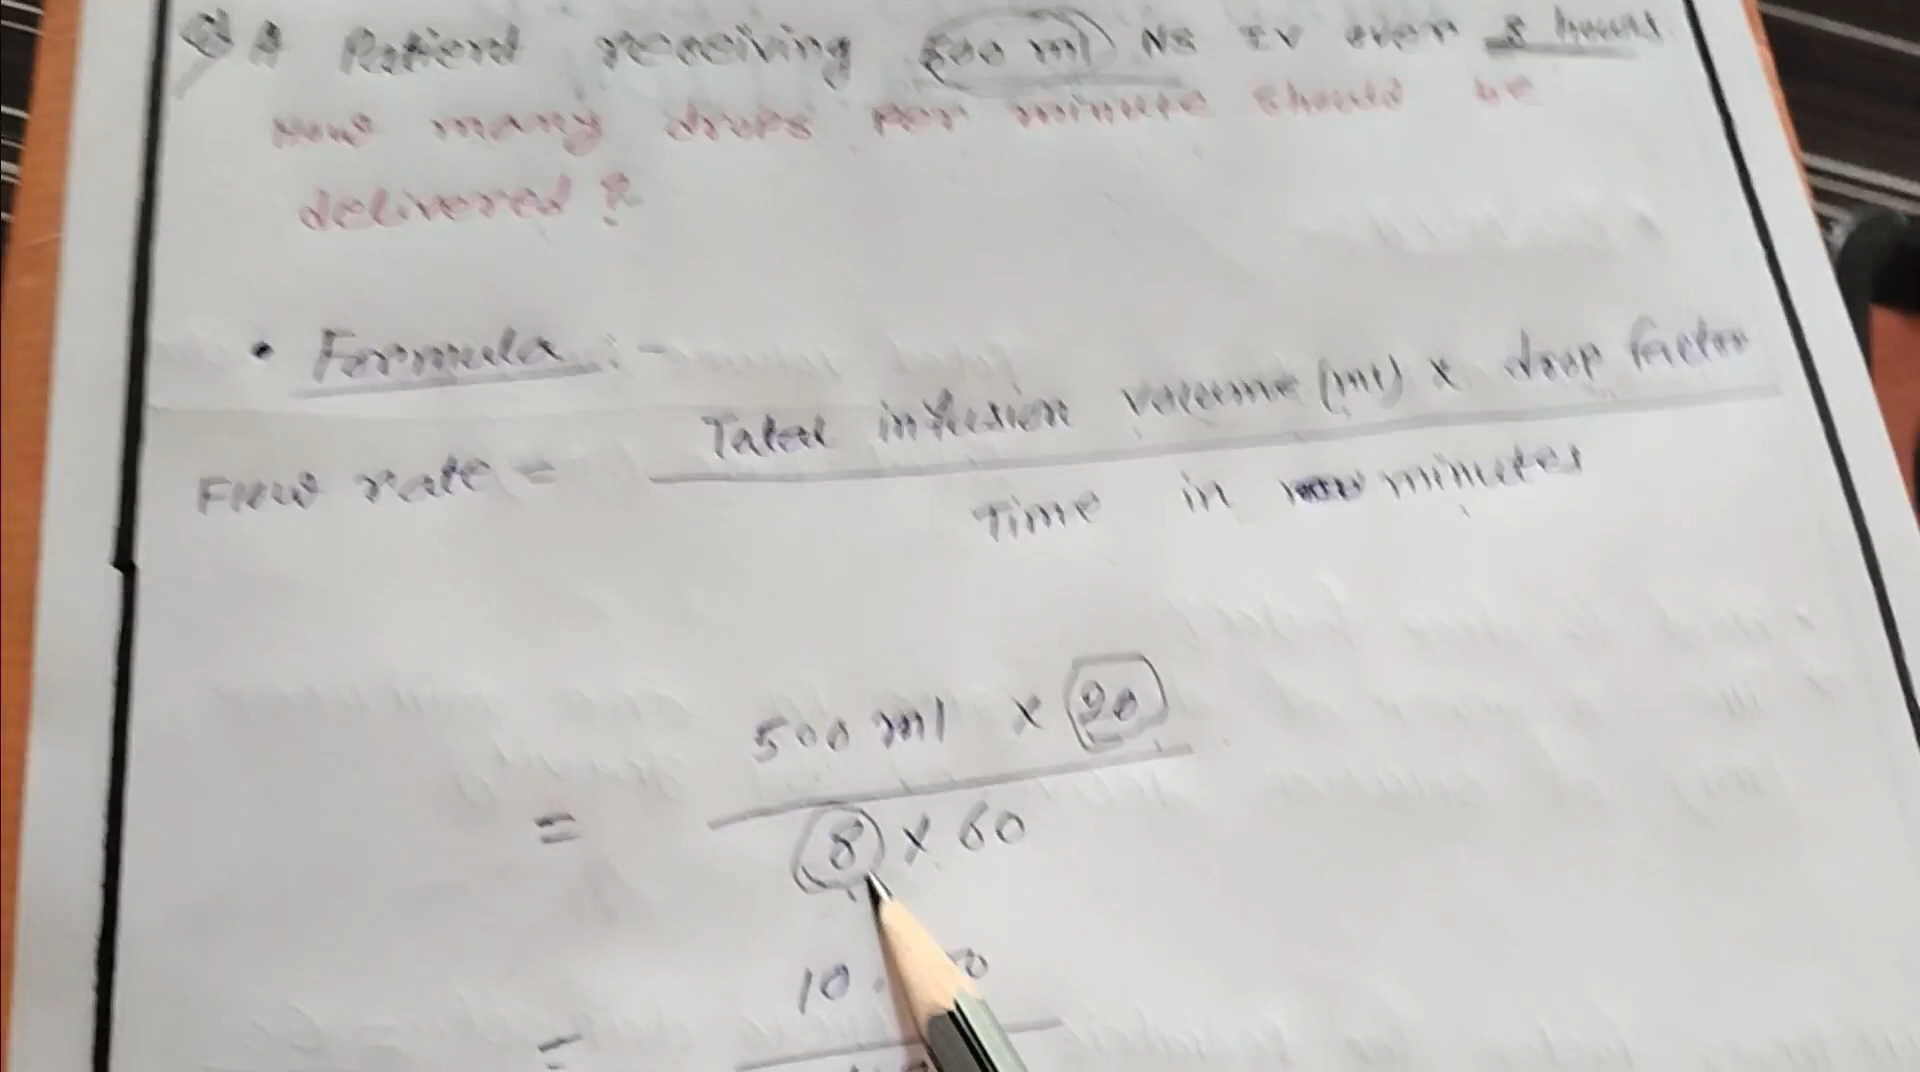 Q A Patient receiving 500 ml NS IV over 8 hours
How many drops per minute should be
delivered ?
• Formula :-
Flow rate = Total infusion volume (ml) x drop factor
Time in minutes
500 ml x 20
= 8 x 60
10
=